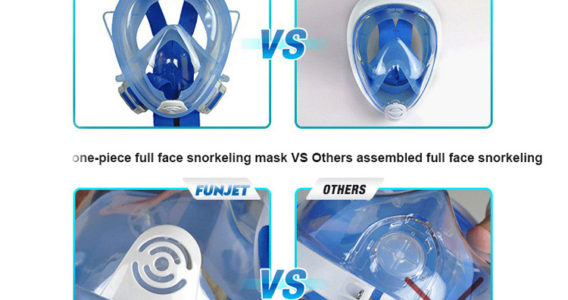 VS
one-piece full face snorkeling mask VS Others assembled full face snorkeling
FUNJET
OTHERS
VS